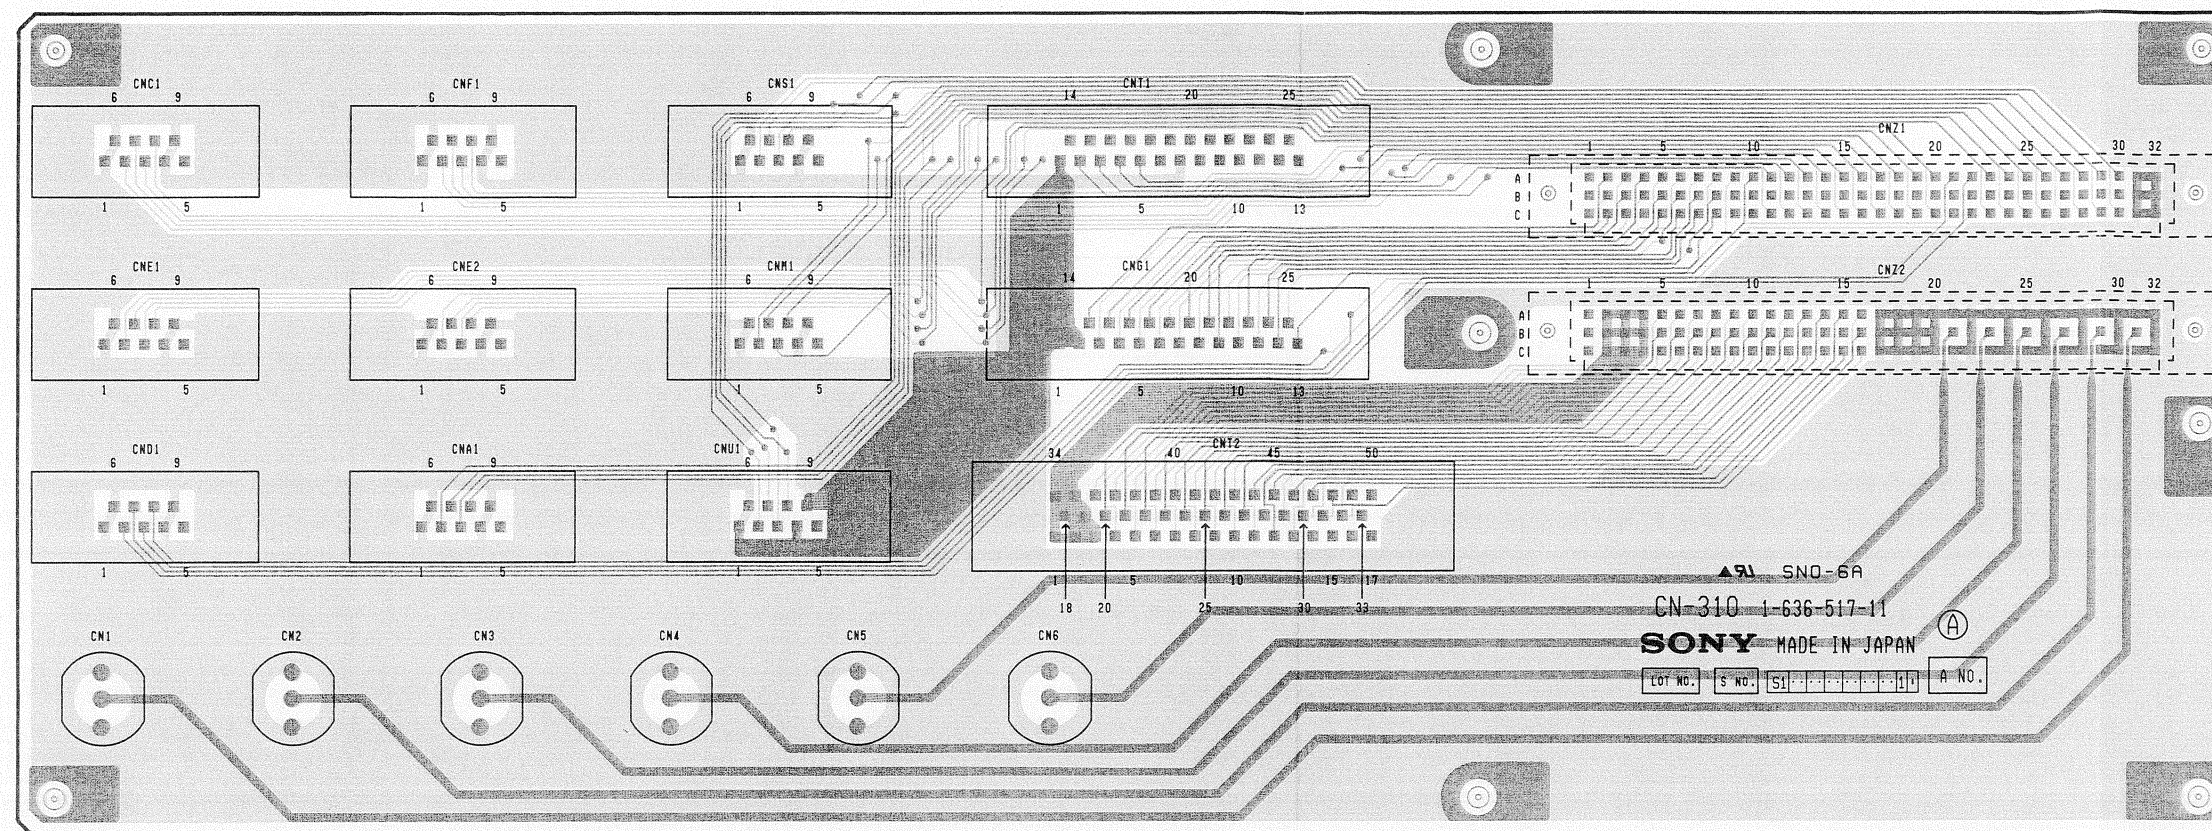 CNC1 CNF1 CNS1 CNT1
6 9 6 9 6 9 14 20 25
CNZ1
1 5 10 15 20 25 30 32
A
B
C
1 5 1 5 1 5 1 5 10 13
CNE1 CNE2 CNM1 CNG1 CNZ2
6 9 6 9 6 9 14 20 25 1 5 10 15 20 25 30 32
A
B
C
1 5 1 5 1 5 1 5 10 13
CND1 CNA1 CNU1 CNT2
6 9 6 9 6 9 34 40 45 50
1 5 1 5 1 5 1 5 10 15 17
18 20 25 30 33
SNO-6A
CN-310 1-636-517-11
A
SONY MADE IN JAPAN
LOT NO. S NO. S1 1 A NO.
CN1 CN2 CN3 CN4 CN5 CN6